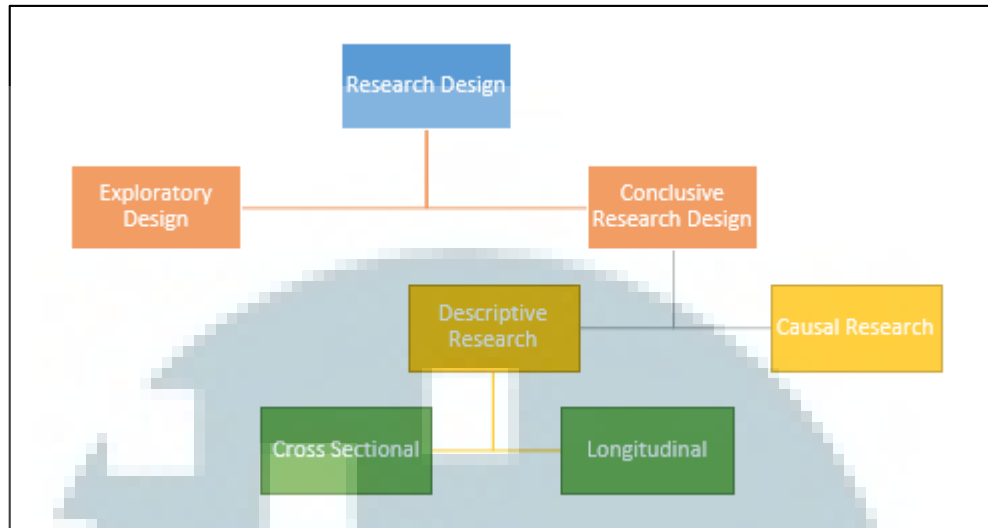 Research Design
Exploratory
Design
Conclusive
Research Design
Descriptive
Research
Causal Research
Cross Sectional
Longitudinal